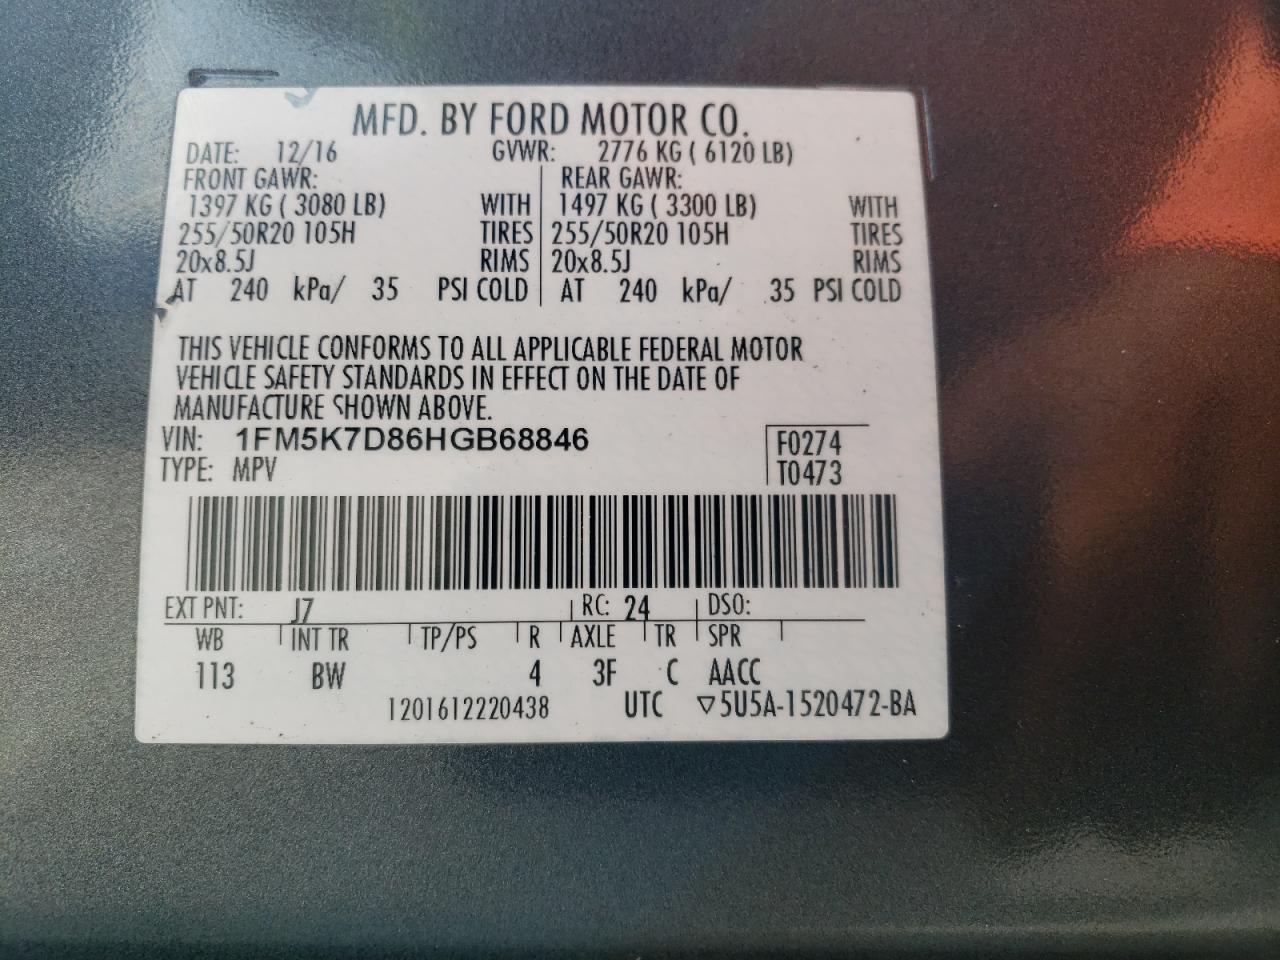 MFD. BY FORD MOTOR CO.
DATE: 12/16 GVWR: 2776 KG ( 6120 LB)
FRONT GAWR: REAR GAWR:
1397 KG ( 3080 LB) WITH 1497 KG ( 3300 LB) WITH
255/50R20 105H TIRES 255/50R20 105H TIRES
20x8.5J RIMS 20x8.5J RIMS
AT 240 kPa/ 35 PSI COLD AT 240 kPa/ 35 PSI COLD
THIS VEHICLE CONFORMS TO ALL APPLICABLE FEDERAL MOTOR
VEHICLE SAFETY STANDARDS IN EFFECT ON THE DATE OF
MANUFACTURE SHOWN ABOVE.
VIN: 1FM5K7D86HGB68846 F0274
TYPE: MPV T0473
EXT PNT: J7 RC: 24 DSO:
WB INT TR TP/PS R AXLE TR SPR
113 BW 4 3F C AACC
1201612220438 UTC ▽5U5A-1520472-BA